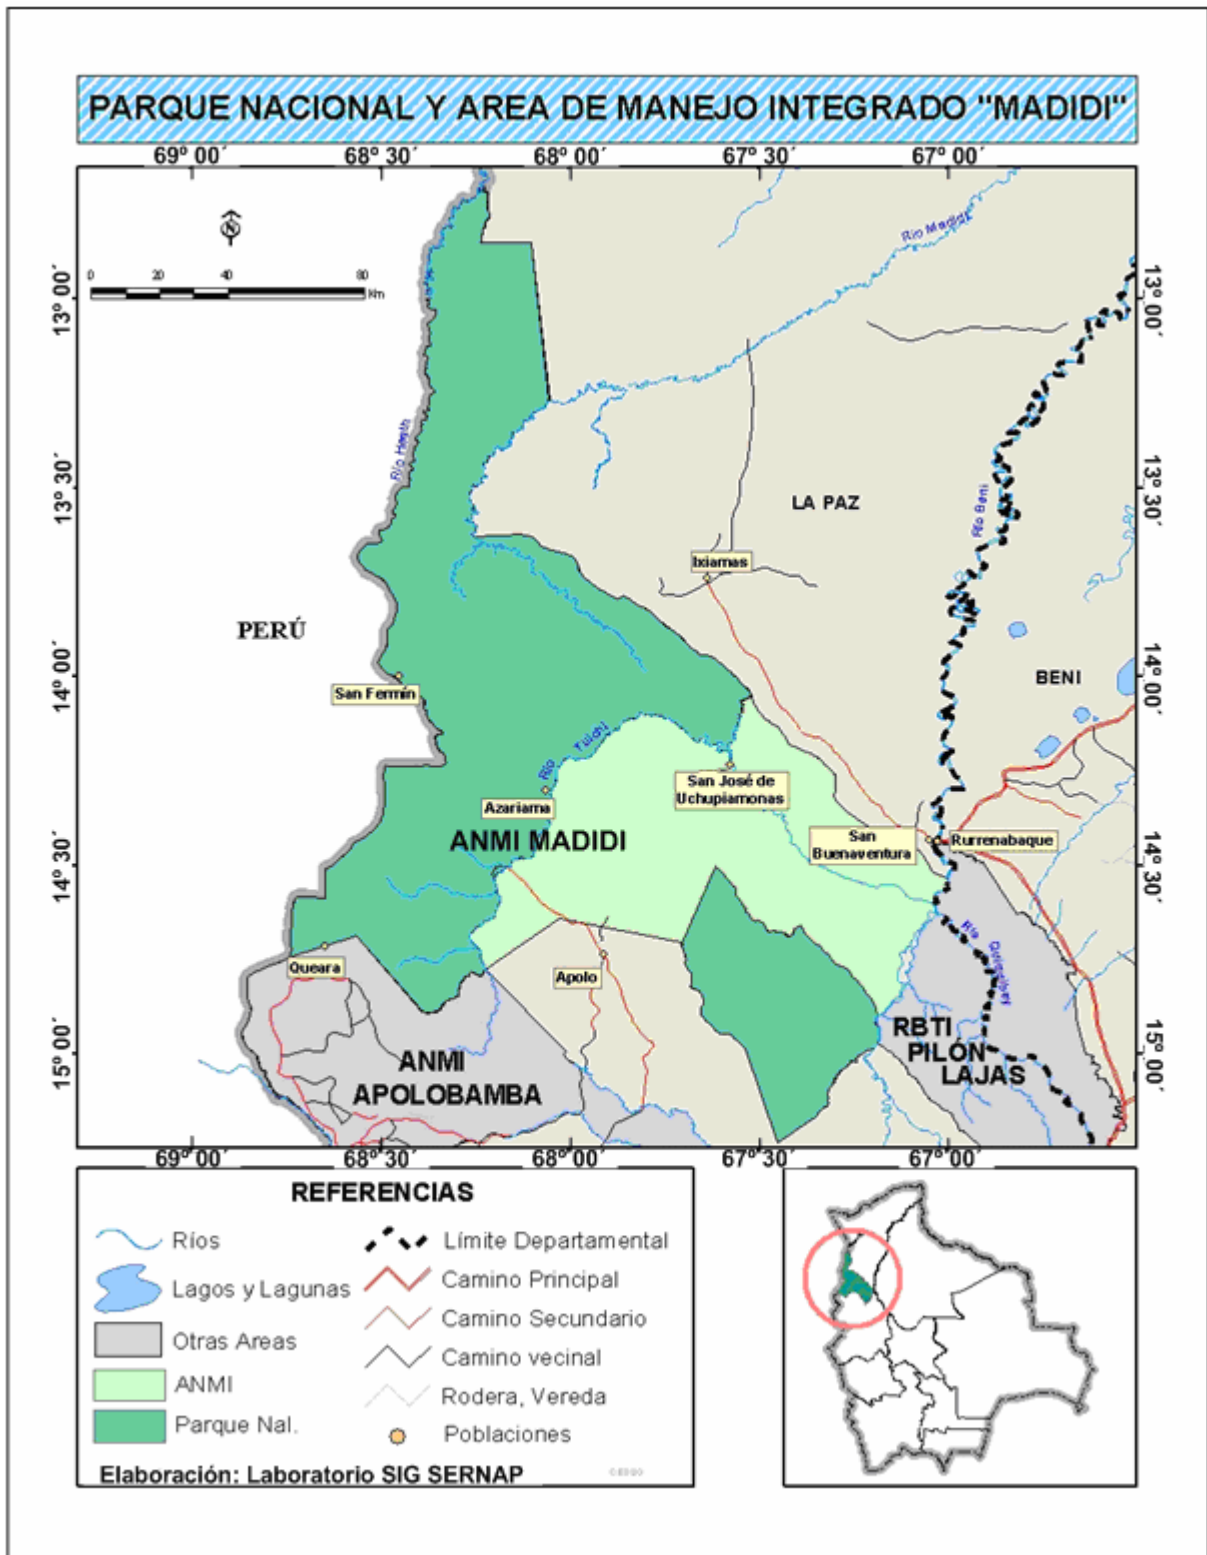 PARQUE NACIONAL Y AREA DE MANEJO INTEGRADO "MADIDI"
69º 00´ 68º 30´ 68º 00´ 67º 30´ 67º 00´
N
0 20 40 80
Km
13º 00´
13º 00´
Río Madidi
Río Heath
13º 30´
13º 30´
LA PAZ
Río Beni
Ixiamas
PERÚ
14º 00´
14º 00´
San Fermín
BENI
Río Tuichi
San José de
Uchupiamonas
Azariama
ANMI MADIDI
San
Buenaventura
Rurrenabaque
14º 30´
14º 30´
Río Quiquibey
Queara
Apolo
RBTI
PILÓN
LAJAS
ANMI
APOLOBAMBA
15º 00´
15º 00´
69º 00´ 68º 30´ 68º 00´ 67º 30´ 67º 00´
REFERENCIAS
Ríos
Lagos y Lagunas
Otras Areas
ANMI
Parque Nal.
Límite Departamental
Camino Principal
Camino Secundario
Camino vecinal
Rodera, Vereda
Poblaciones
Elaboración: Laboratorio SIG SERNAP